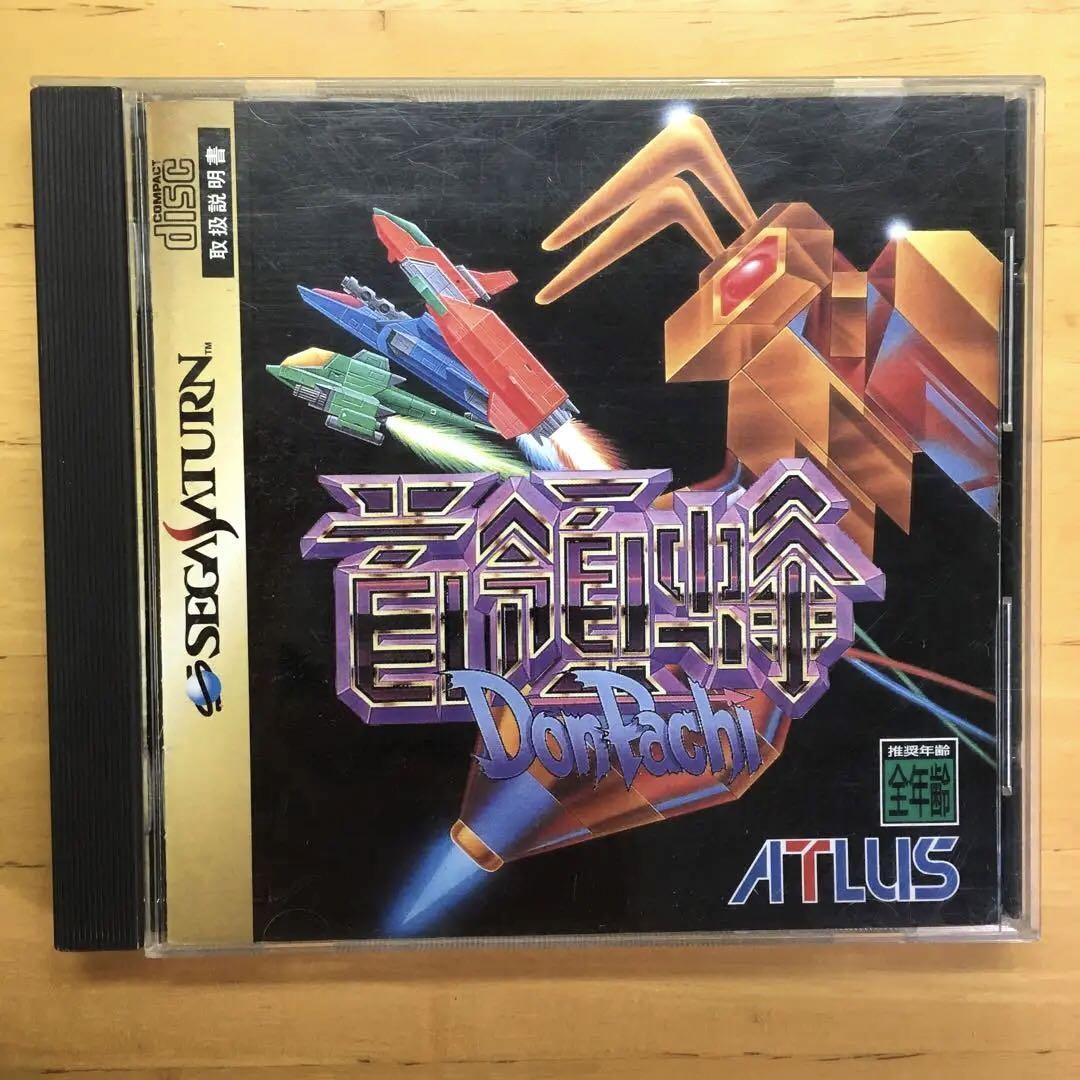 COMPACT
disc
取扱説明書
SEGA SATURN™
首領蜂
DonPachi
推奨年齢
全年齢
ATLUS